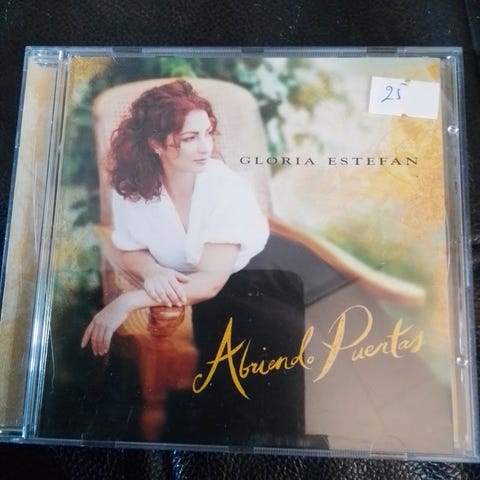 25
GLORIA ESTEFAN
Abriendo Puertas